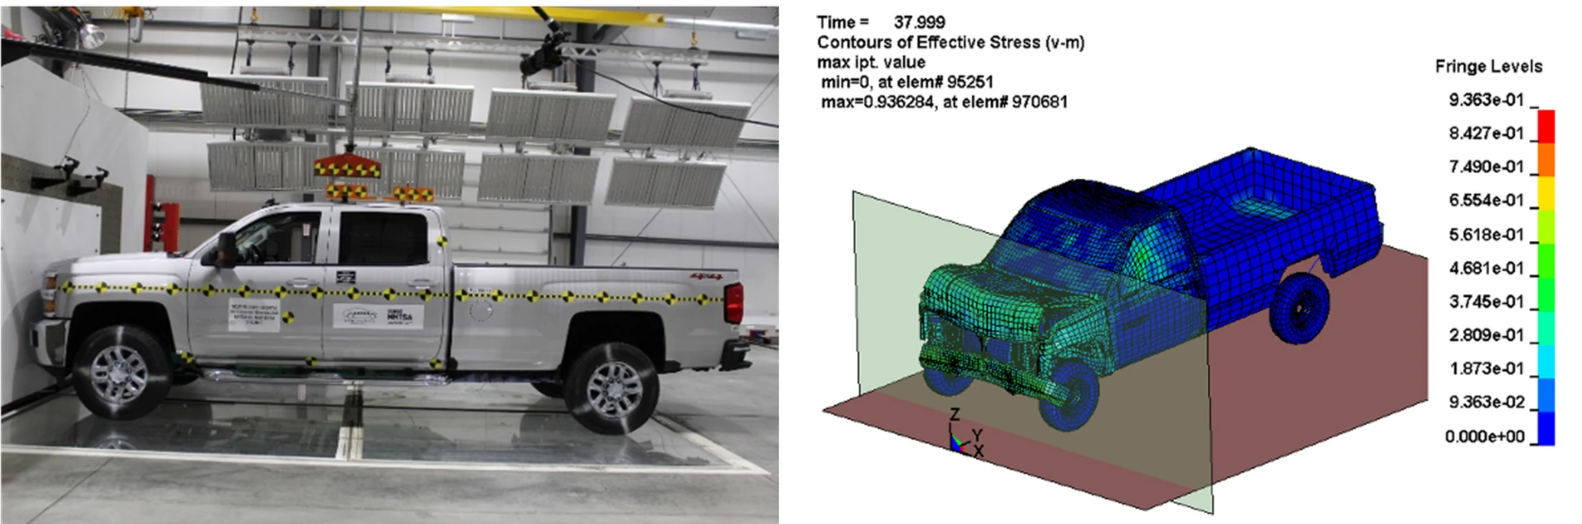 4x4
NHTSA
Time = 37.999
Contours of Effective Stress (v-m)
max ipt. value
min=0, at elem# 95251
max=0.936284, at elem# 970681
Fringe Levels
9.363e-01
8.427e-01
7.490e-01
6.554e-01
5.618e-01
4.681e-01
3.745e-01
2.809e-01
1.873e-01
9.363e-02
0.000e+00
Z
Y
X